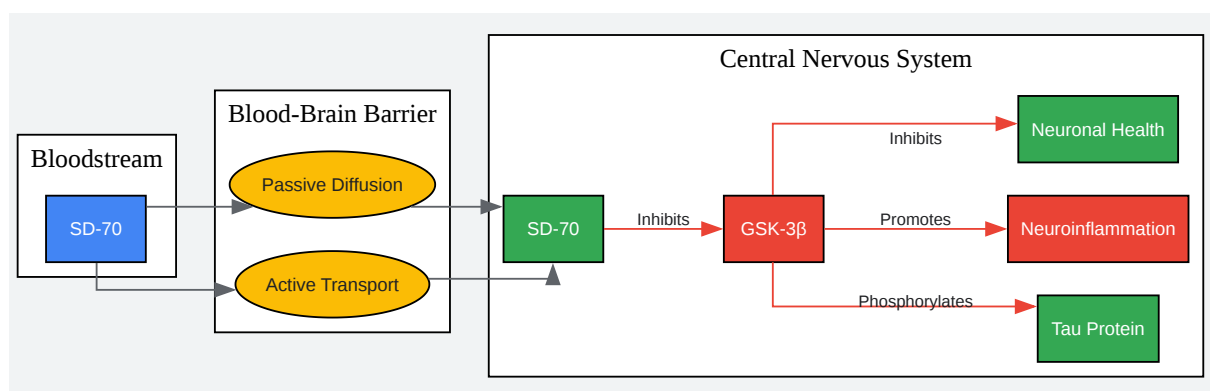 Bloodstream
SD-70
Blood-Brain Barrier
Passive Diffusion
Active Transport
Central Nervous System
SD-70
Inhibits
GSK-3β
Inhibits
Neuronal Health
Promotes
Neuroinflammation
Phosphorylates
Tau Protein